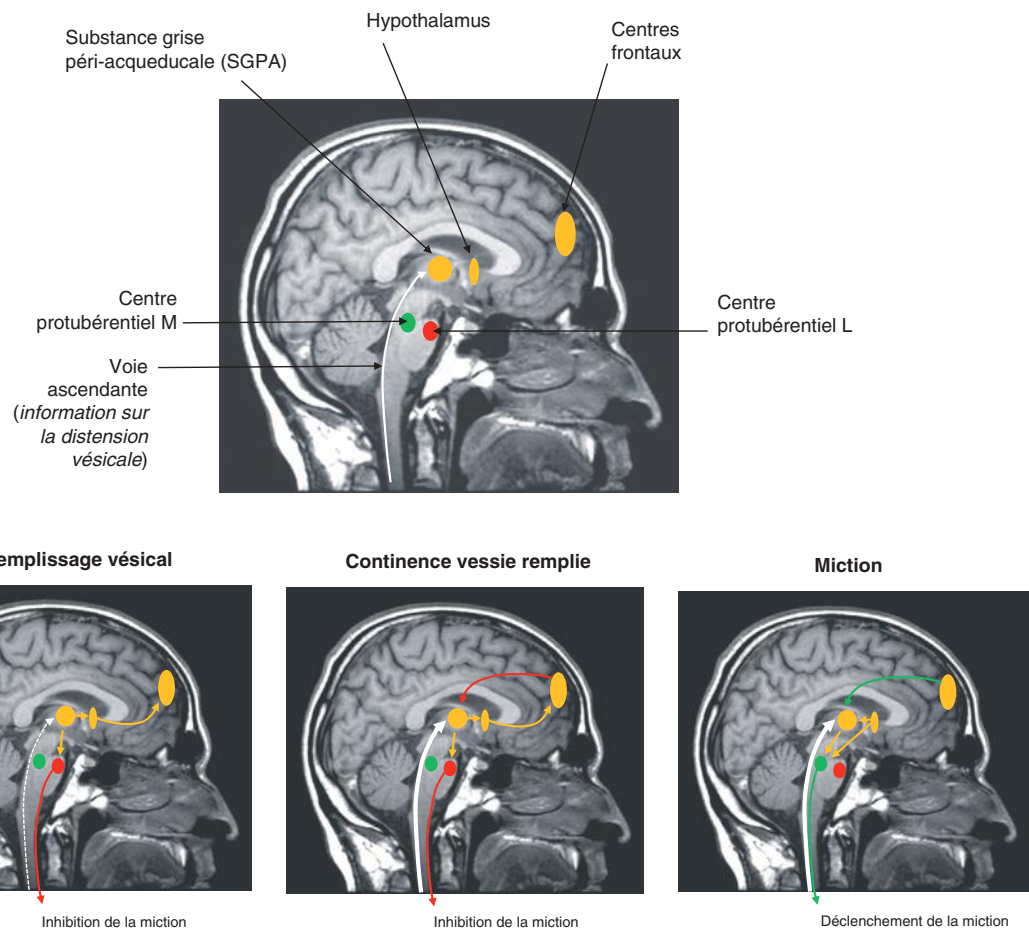 Hypothalamus
Substance grise
péri-acqueducale (SGPA)
Centres
frontaux
Centre
protubérentiel M
Centre
protubérentiel L
Voie
ascendante
(information sur
la distension
vésicale)
emplissage vésical
Continence vessie remplie
Miction
Inhibition de la miction
Inhibition de la miction
Déclenchement de la miction